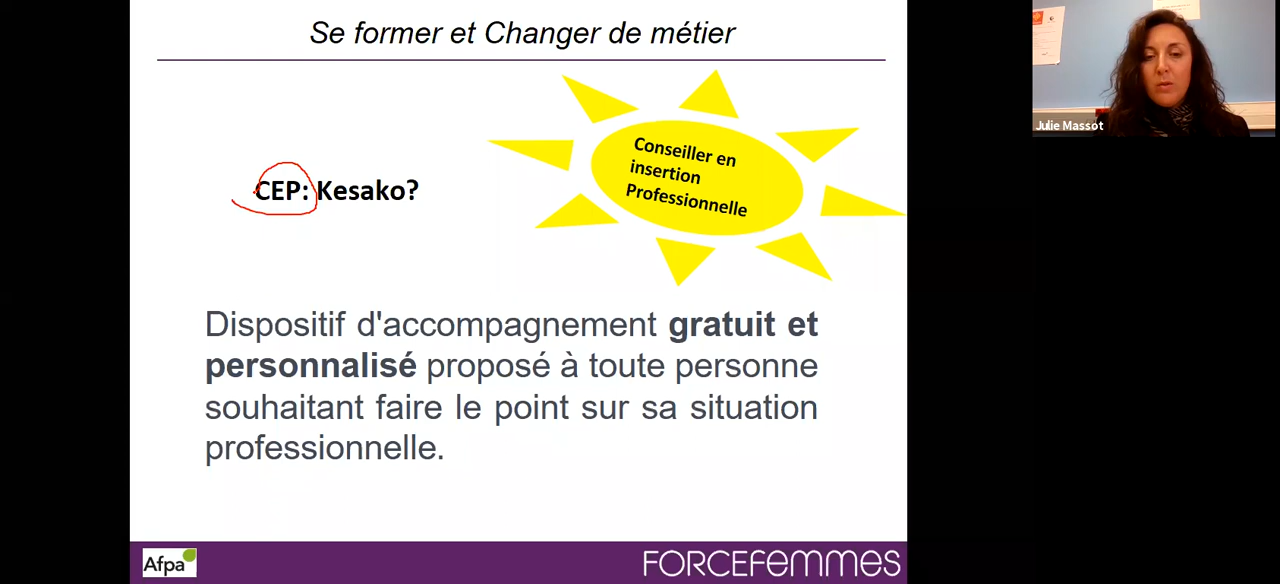 Se former et Changer de métier
Conseiller en
insertion
Professionnelle
CEP: Kesako?
Dispositif d'accompagnement gratuit et
personnalisé proposé à toute personne
souhaitant faire le point sur sa situation
professionnelle.
Afpa
FORCEFEMMES
Julie Massot